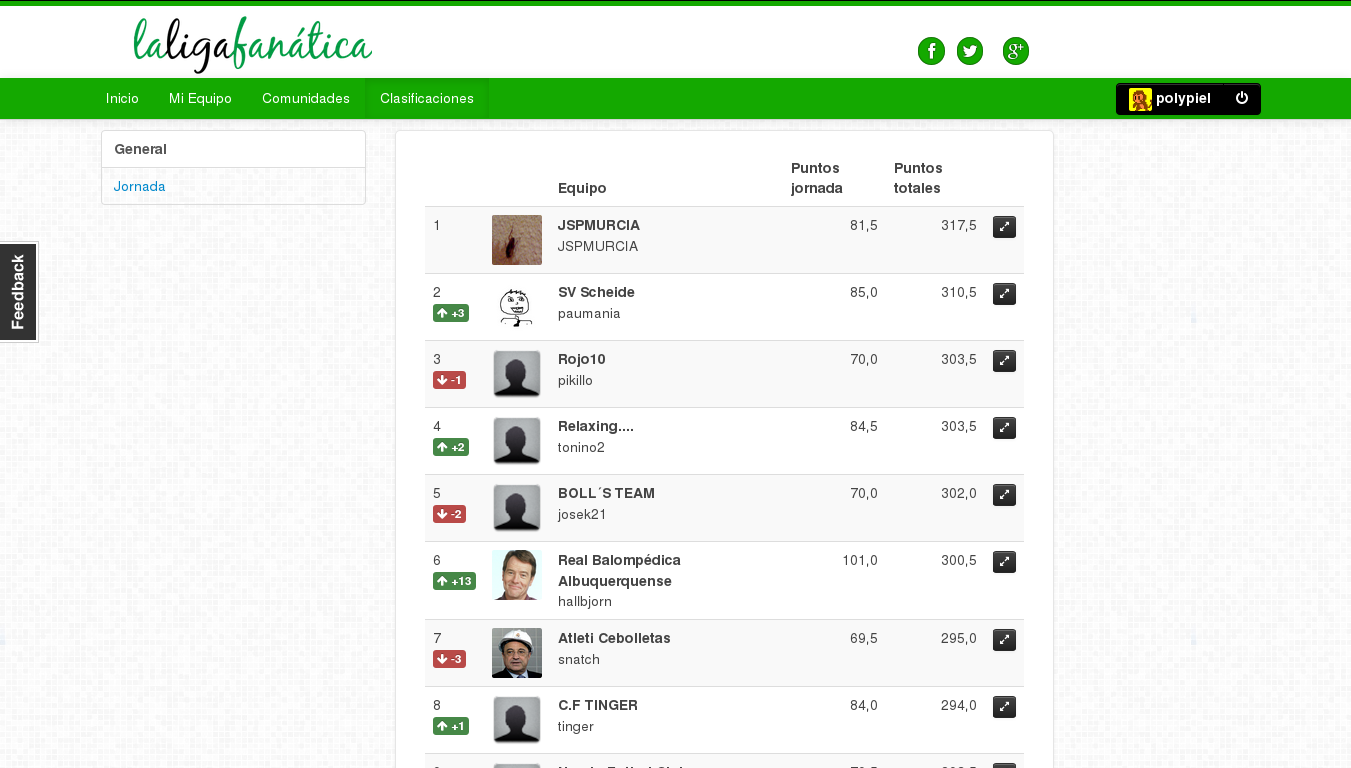 laligafanática
Inicio Mi Equipo Comunidades Clasificaciones polypiel
General
Jornada
Feedback
Equipo Puntos jornada Puntos totales
1 JSPMURCIA 81,5 317,5
JSPMURCIA
2 SV Scheide 85,0 310,5
+3 paumania
3 Rojo10 70,0 303,5
-1 pikillo
4 Relaxing.... 84,5 303,5
+2 tonino2
5 BOLL´S TEAM 70,0 302,0
-2 josek21
6 Real Balompédica 101,0 300,5
+13 Albuquerquense
hallbjorn
7 Atleti Cebolletas 69,5 295,0
-3 snatch
8 C.F TINGER 84,0 294,0
+1 tinger